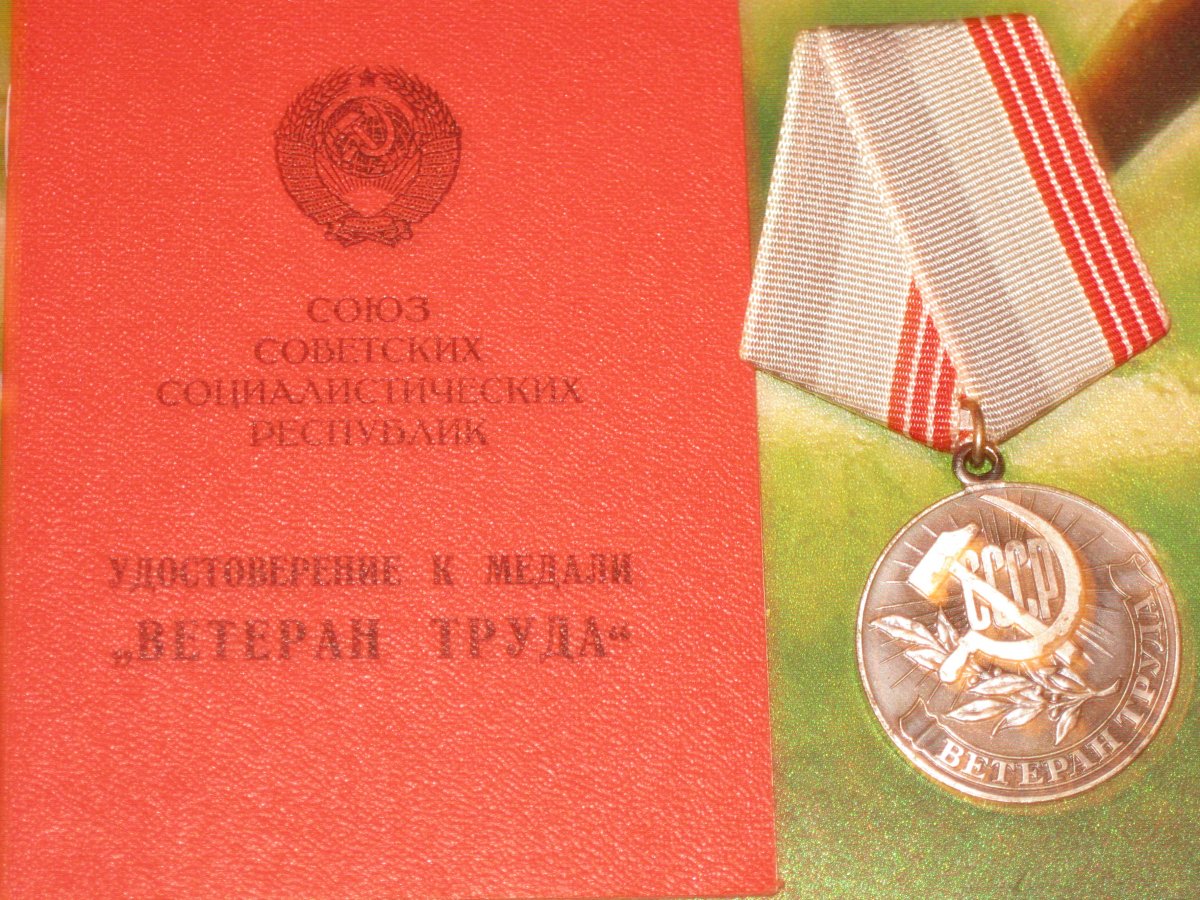 СОЮЗ
СОВЕТСКИХ
СОЦИАЛИСТИЧЕСКИХ
РЕСПУБЛИК
УДОСТОВЕРЕНИЕ К МЕДАЛИ
„ВЕТЕРАН ТРУДА“
СССР
ВЕТЕРАН ТРУДА